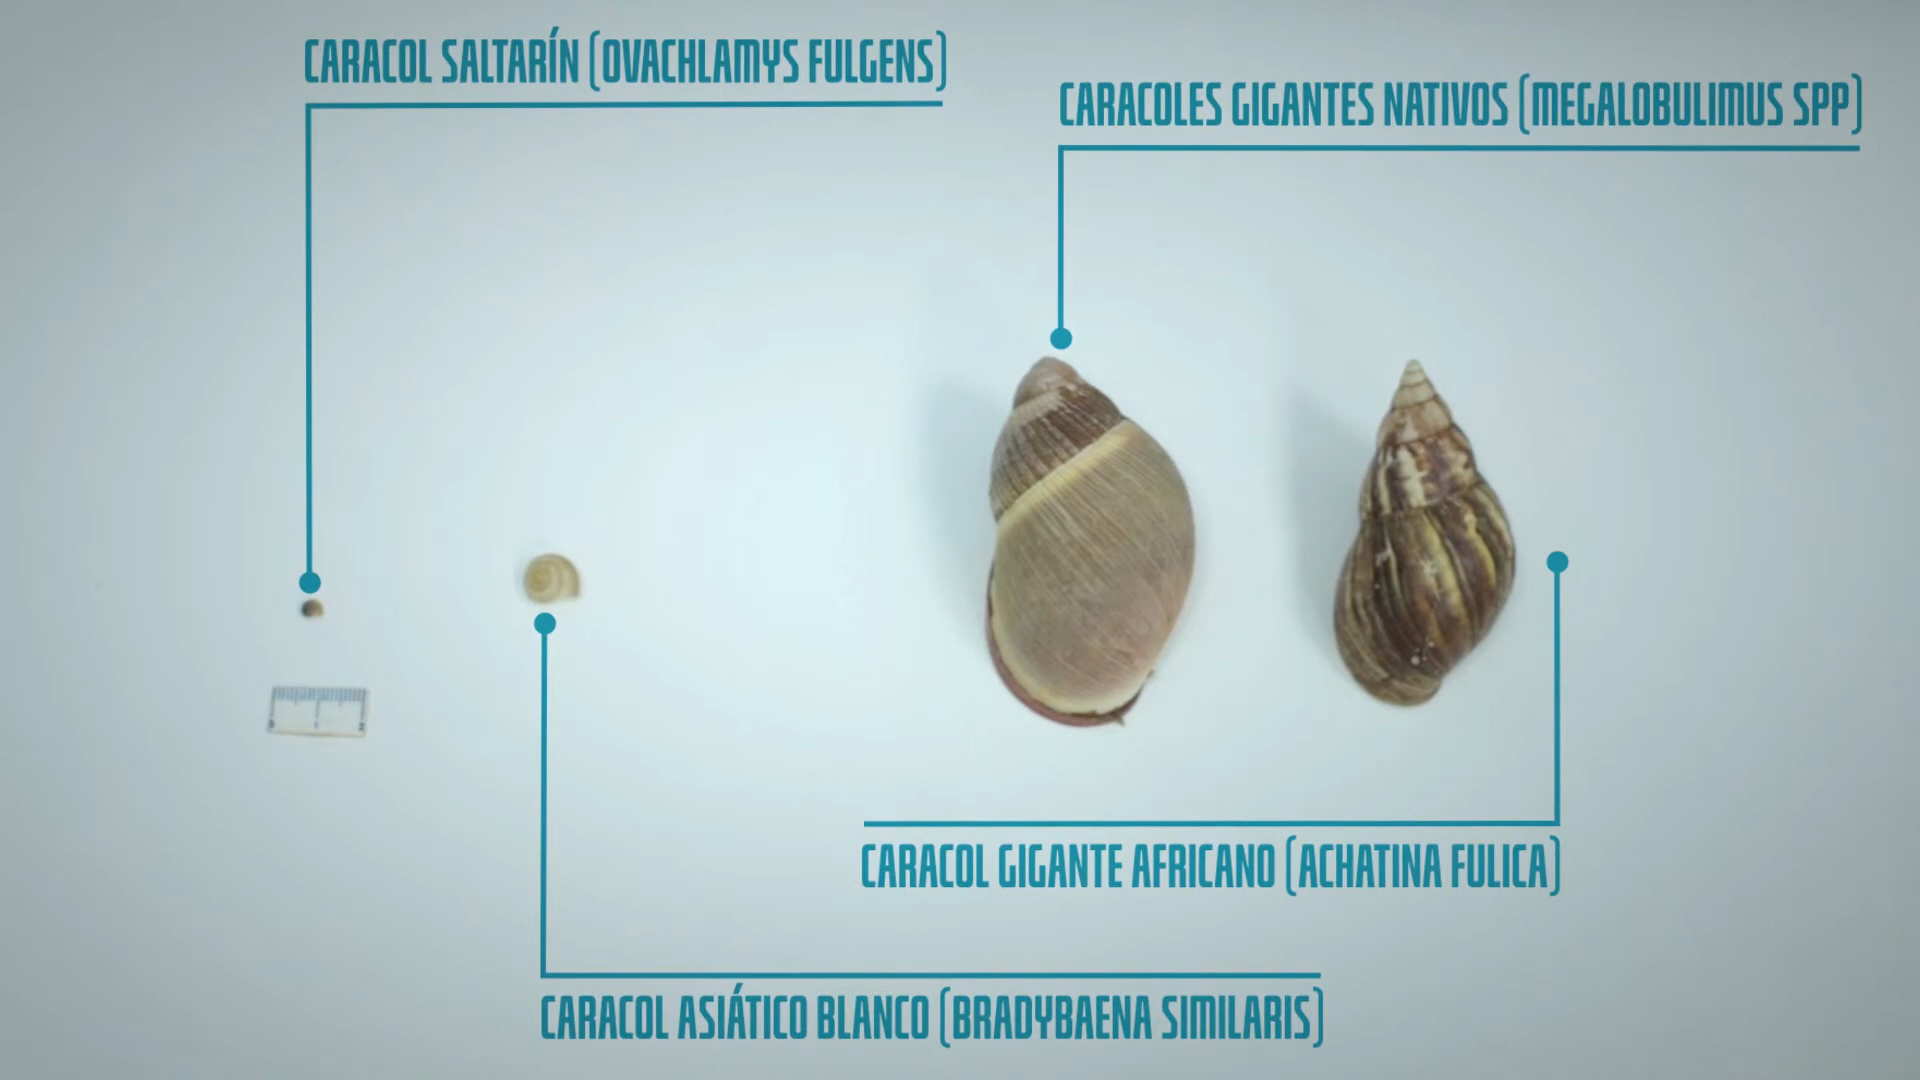 CARACOL SALTARÍN (OVACHLAMYS FULGENS)
CARACOLES GIGANTES NATIVOS (MEGALOBULIMUS SPP)
CARACOL GIGANTE AFRICANO (ACHATINA FULICA)
CARACOL ASIÁTICO BLANCO (BRADYBAENA SIMILARIS)